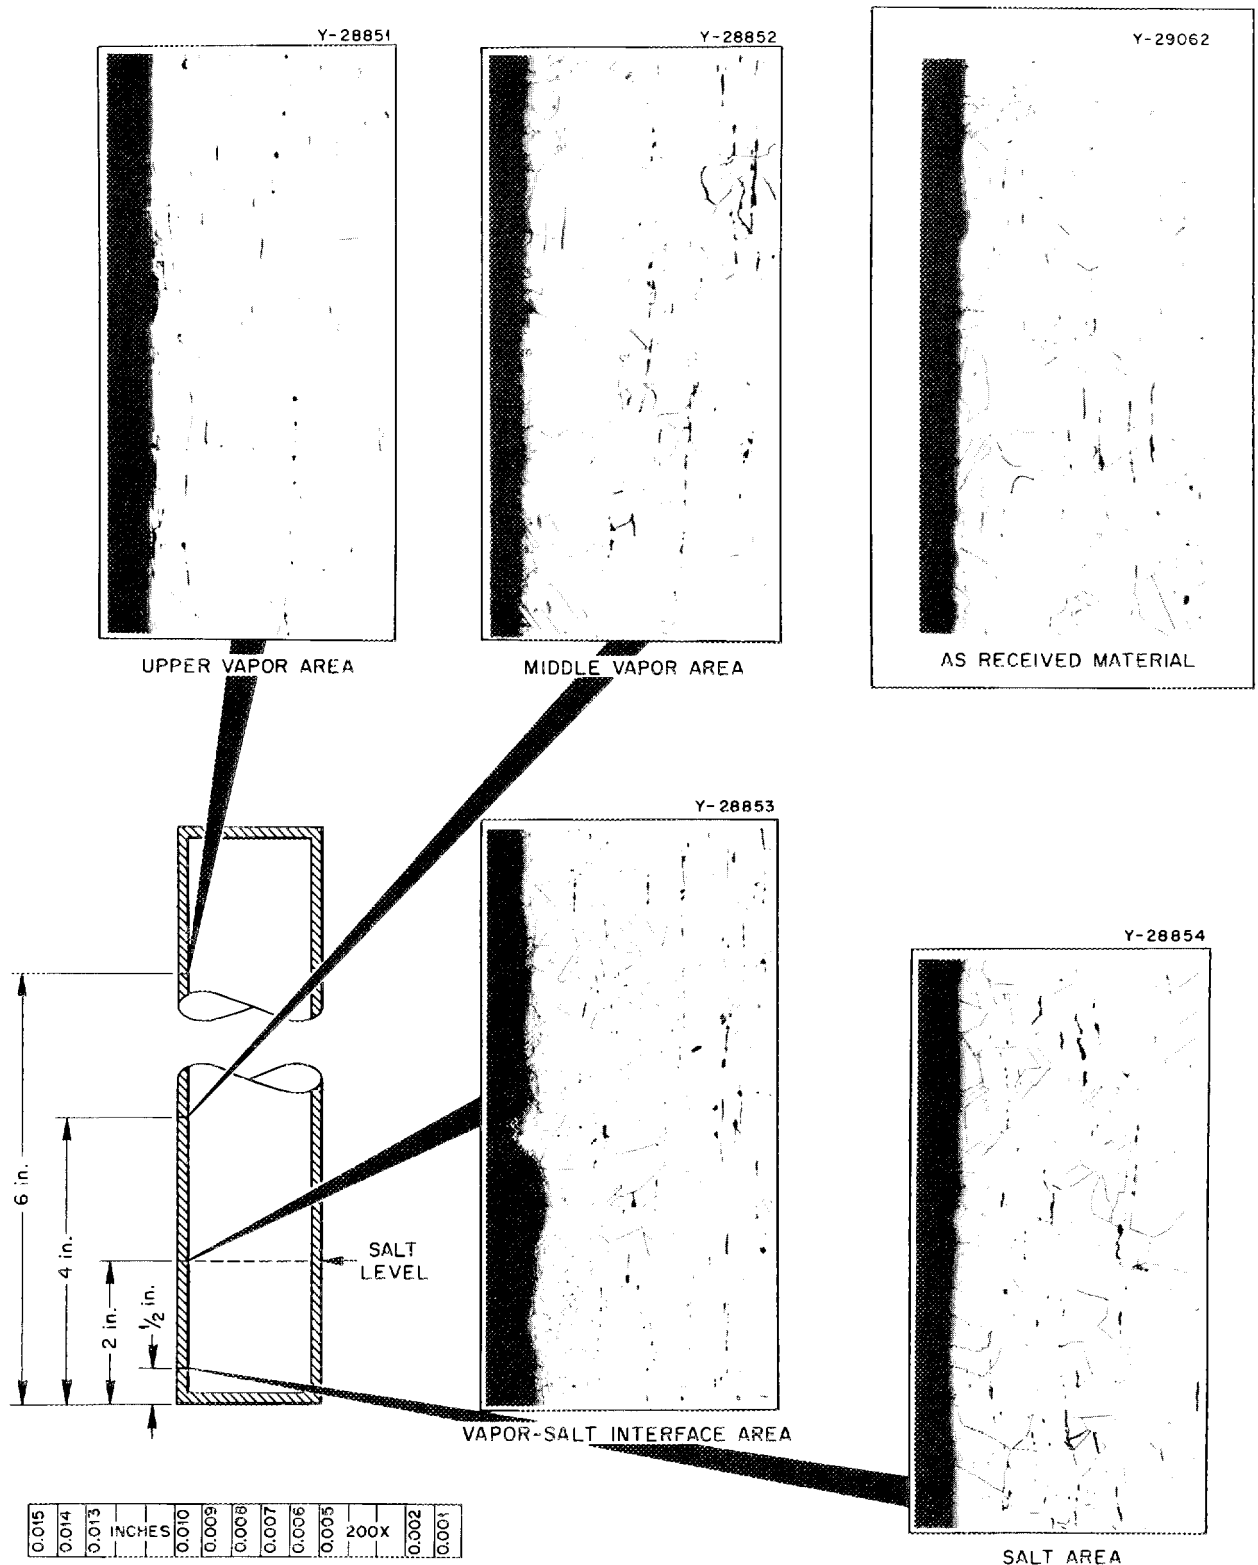 Y-28851
Y-28852
Y-29062
UPPER VAPOR AREA
MIDDLE VAPOR AREA
AS RECEIVED MATERIAL
Y-28853
Y-28854
6 in.
4 in.
2 in.
1/2 in.
SALT
LEVEL
VAPOR-SALT INTERFACE AREA
SALT AREA
0.015 0.014 0.013 INCHES 0.010 0.009 0.008 0.007 0.006 0.005 200X 0.002 0.001